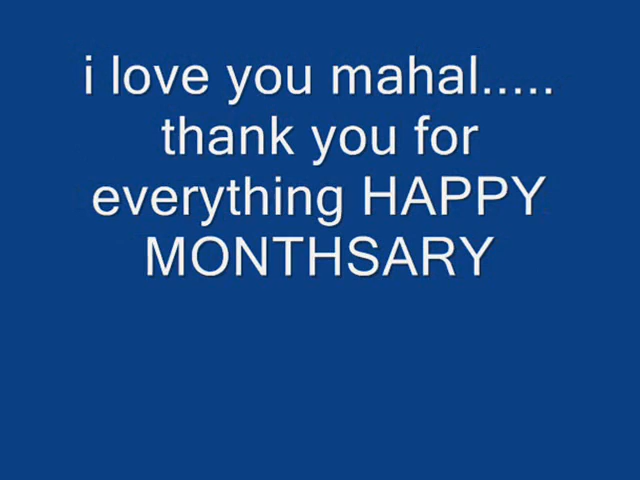 i love you mahal.....
thank you for
everything HAPPY
MONTHSARY